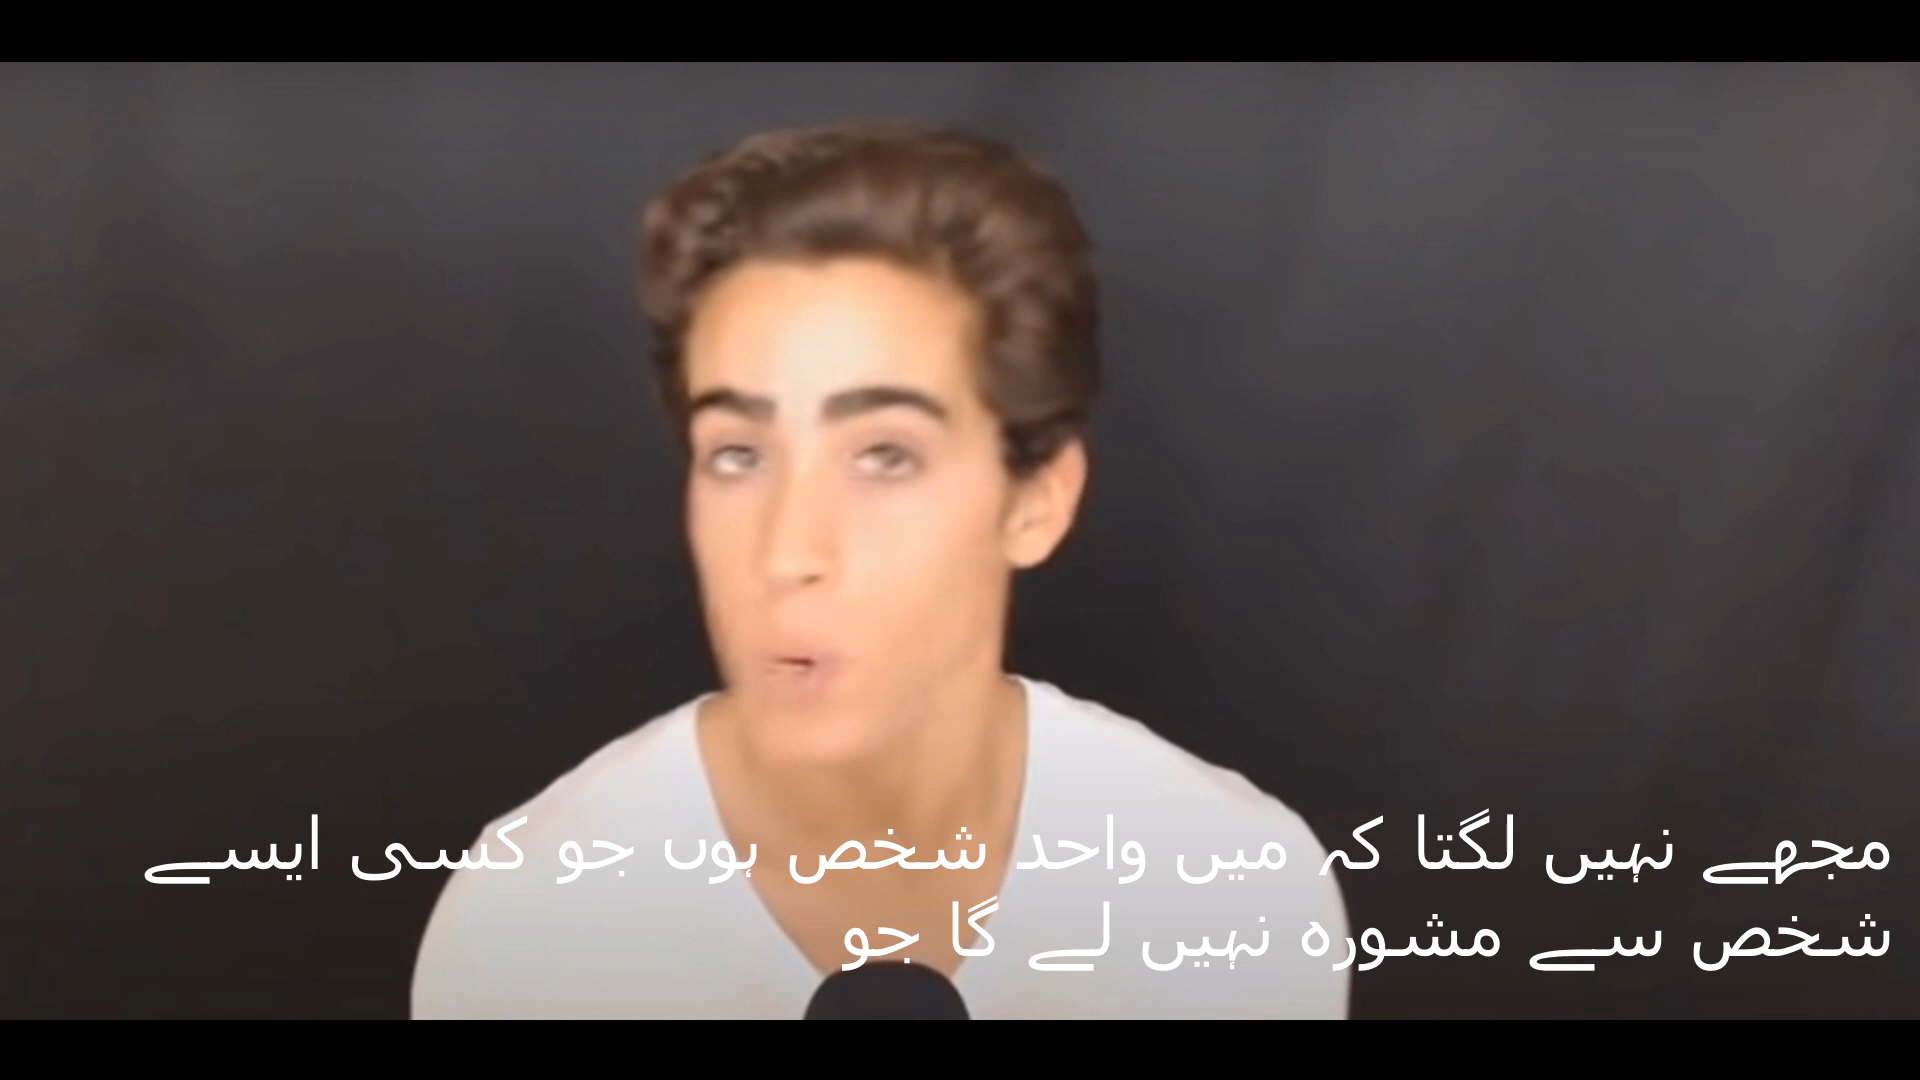 مجھے نہیں لگتا کہ میں واحد شخص ہوں جو کسی ایسے
شخص سے مشورہ نہیں لے گا جو